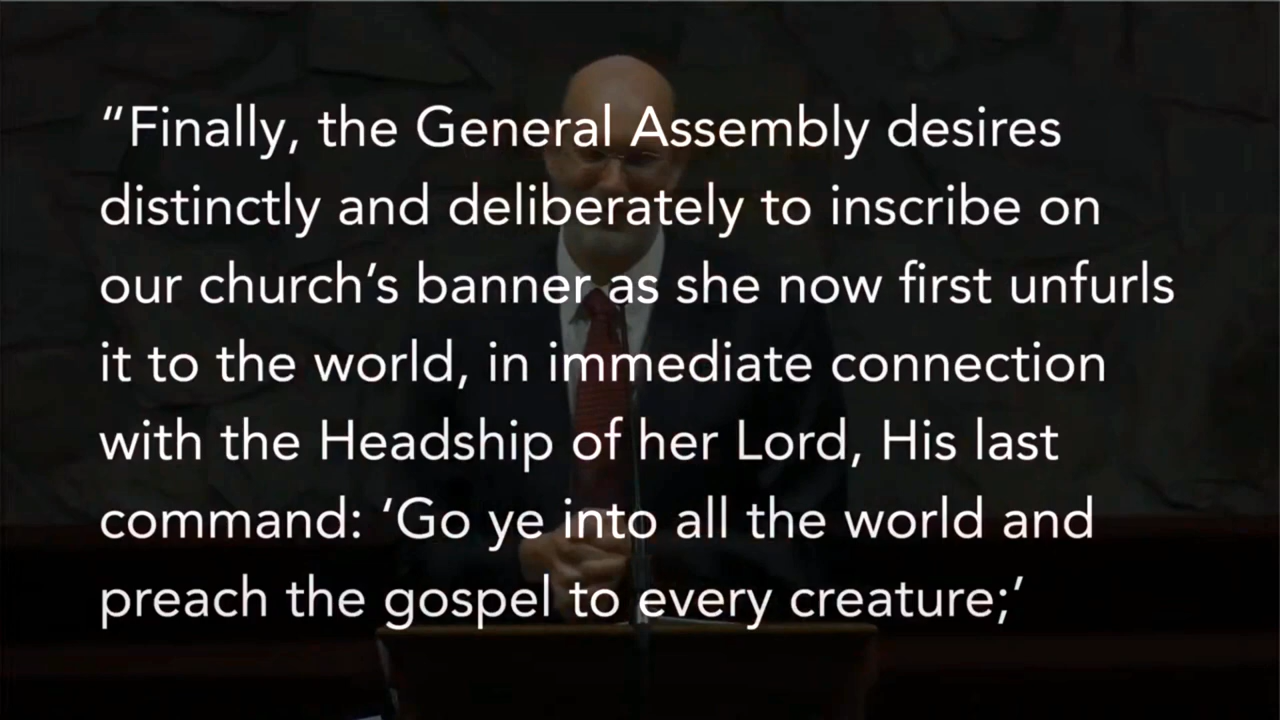 “Finally, the General Assembly desires
distinctly and deliberately to inscribe on
our church’s banner as she now first unfurls
it to the world, in immediate connection
with the Headship of her Lord, His last
command: ‘Go ye into all the world and
preach the gospel to every creature;’